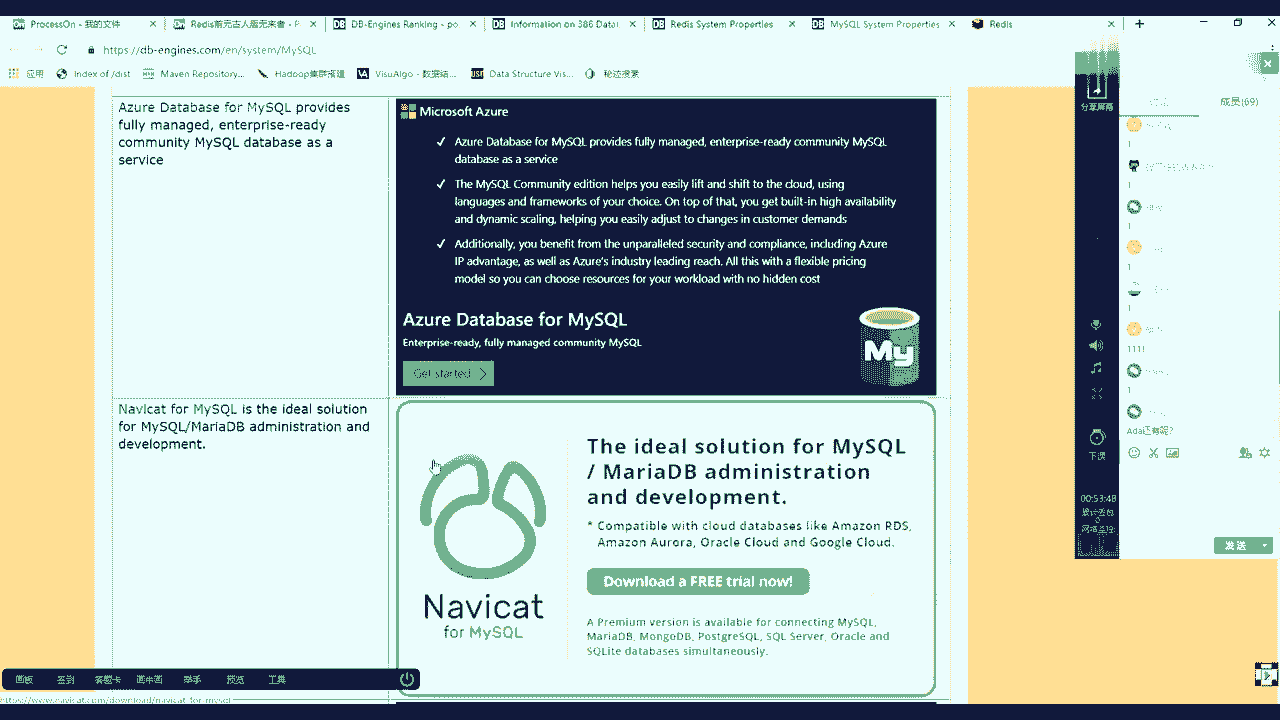 ProcessOn - 我的文件
Redis前无古人后无来者 - P
DB-Engines Ranking - po
Information on 386 Datal
Redis System Properties
MySQL System Properties
Redis
https://db-engines.com/en/system/MySQL
应用
Index of /dist
Maven Repository:...
Hadoop集群搭建
VisuAlgo - 数据结...
Data Structure Vis...
轮迹搜索
Azure Database for MySQL provides
fully managed, enterprise-ready
community MySQL database as a
service
Microsoft Azure
Azure Database for MySQL provides fully managed, enterprise-ready community MySQL
database as a service
The MySQL Community edition helps you easily lift and shift to the cloud, using
languages and frameworks of your choice. On top of that, you get built-in high availability
and dynamic scaling, helping you easily adjust to changes in customer demands
Additionally, you benefit from the unparalleled security and compliance, including Azure
IP advantage, as well as Azure's industry leading reach. All this with a flexible pricing
model so you can choose resources for your workload with no hidden cost
Azure Database for MySQL
Enterprise-ready, fully managed community MySQL
Get started
My
Navicat for MySQL is the ideal solution
for MySQL/MariaDB administration and
development.
Navicat
for MySQL
The ideal solution for MySQL
/ MariaDB administration
and development.
* Compatible with cloud databases like Amazon RDS,
Amazon Aurora, Oracle Cloud and Google Cloud.
Download a FREE trial now!
A Premium version is available for connecting MySQL,
MariaDB, MongoDB, PostgreSQL, SQL Server, Oracle and
SQLite databases simultaneously.
分享屏幕
下课
00:53:48
成员(69)
1
1
1
1
1
1111
1
1
Ada还有呢?
发送
画板
签到
答题卡
画中画
举手
预览
工具
https://www.navicat.com/download/navicat-for-mysql